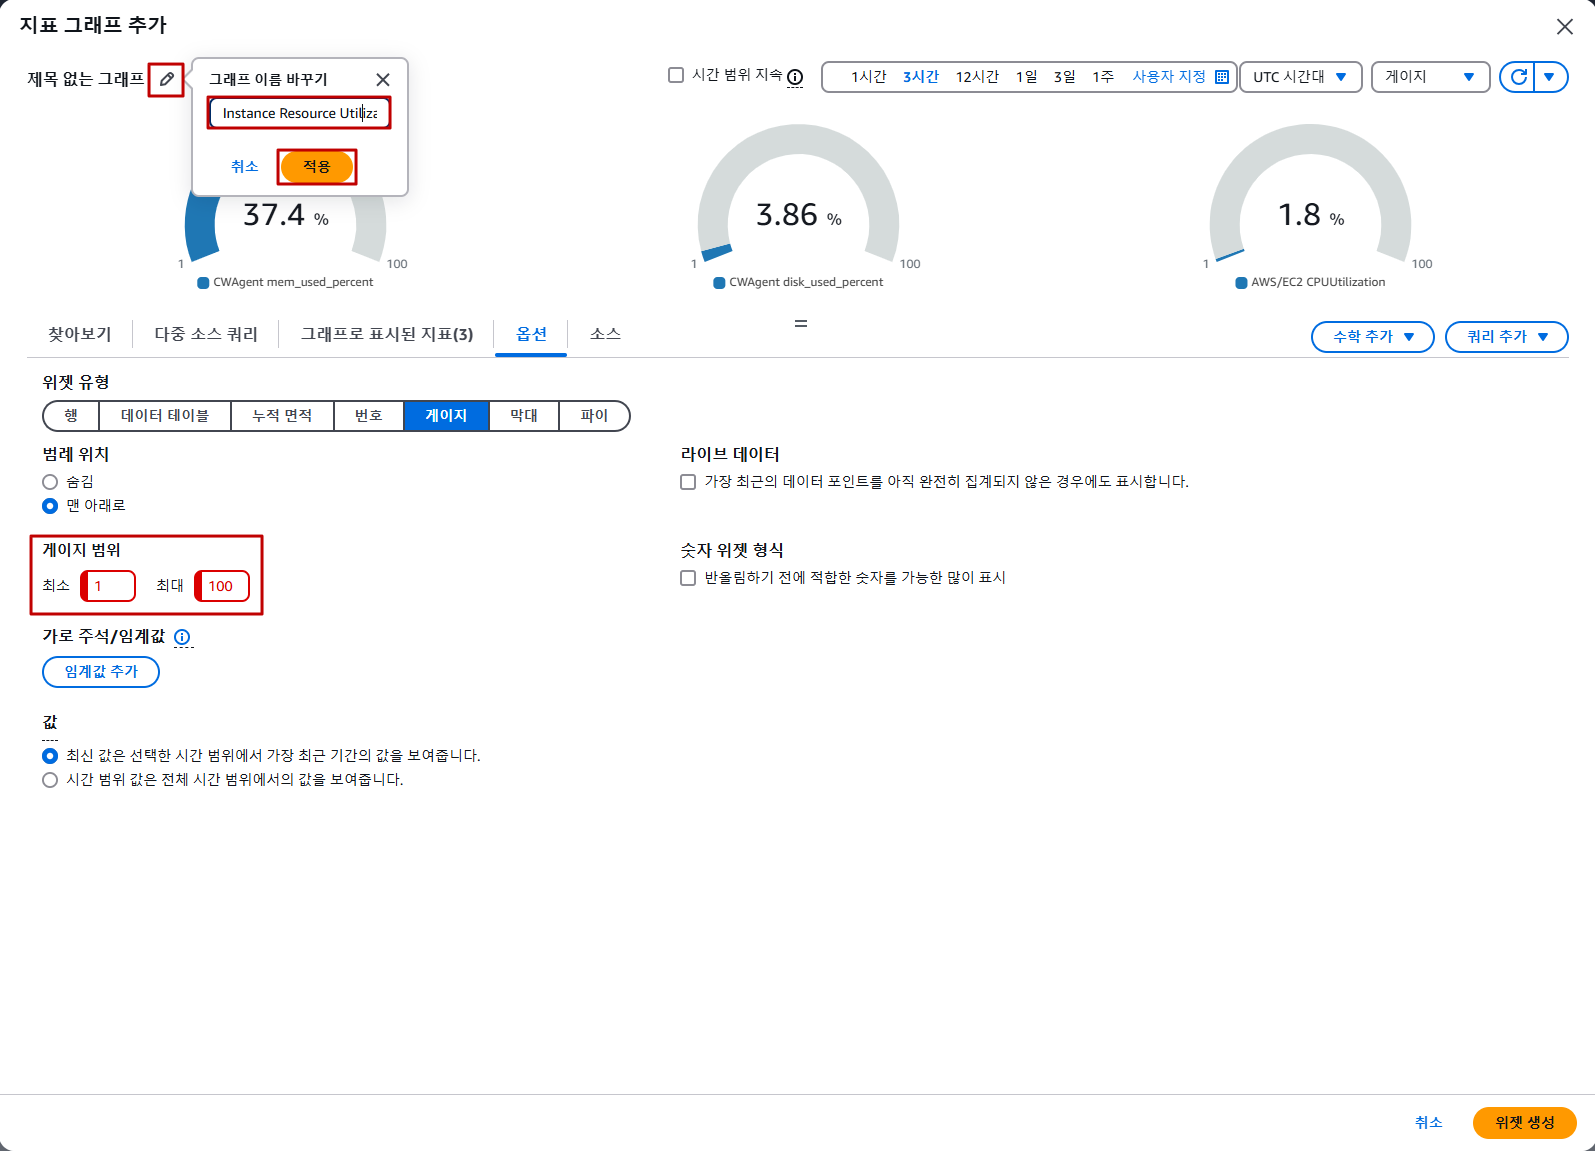 지표 그래프 추가
제목 없는 그래프
그래프 이름 바꾸기
Instance Resource Utiliza
취소 적용
시간 범위 지속 1시간 3시간 12시간 1일 3일 1주 사용자 지정 UTC 시간대 게이지
37.4 %
1 100
CWAgent mem_used_percent
3.86 %
1 100
CWAgent disk_used_percent
1.8 %
1 100
AWS/EC2 CPUUtilization
찾아보기 다중 소스 쿼리 그래프로 표시된 지표(3) 옵션 소스 수학 추가 쿼리 추가
위젯 유형
행 데이터 테이블 누적 면적 번호 게이지 막대 파이
범례 위치
숨김
맨 아래로
라이브 데이터
가장 최근의 데이터 포인트를 아직 완전히 집계되지 않은 경우에도 표시합니다.
게이지 범위
최소 1 최대 100
숫자 위젯 형식
반올림하기 전에 적합한 숫자를 가능한 많이 표시
가로 주석/임계값
임계값 추가
값
최신 값은 선택한 시간 범위에서 가장 최근 기간의 값을 보여줍니다.
시간 범위 값은 전체 시간 범위에서의 값을 보여줍니다.
취소 위젯 생성